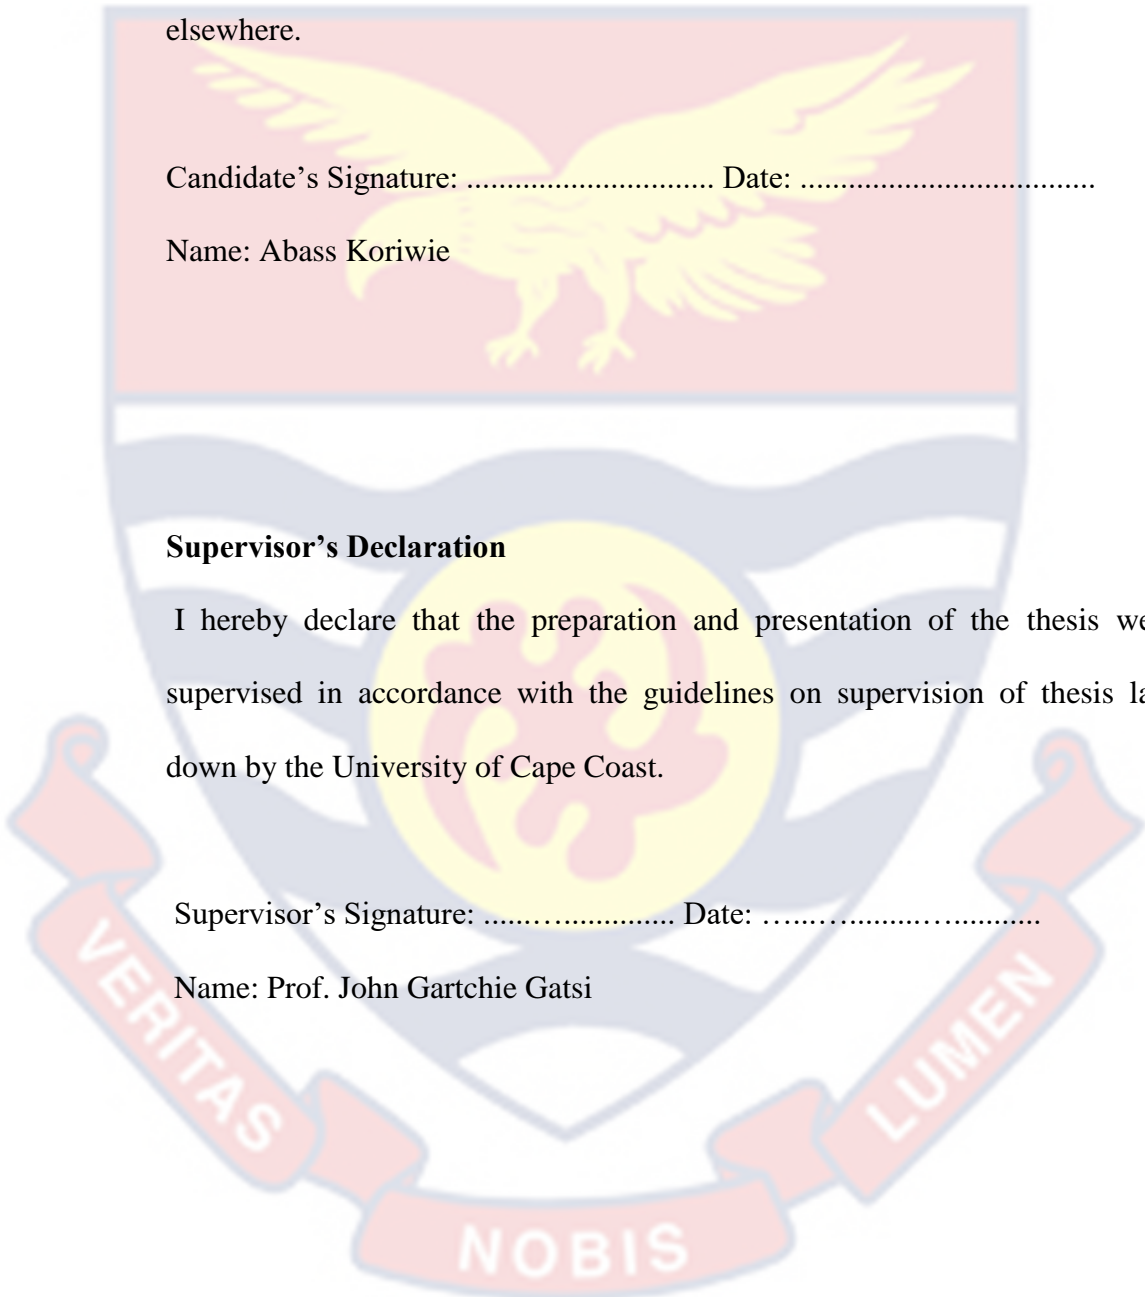 elsewhere.
Candidate’s Signature: ............................... Date: .....................................
Name: Abass Koriwie
Supervisor’s Declaration
I hereby declare that the preparation and presentation of the thesis we
supervised in accordance with the guidelines on supervision of thesis la
down by the University of Cape Coast.
Supervisor’s Signature: ......…............. Date: …...….........…...........
Name: Prof. John Gartchie Gatsi
VERITAS
NOBIS
LUMEN